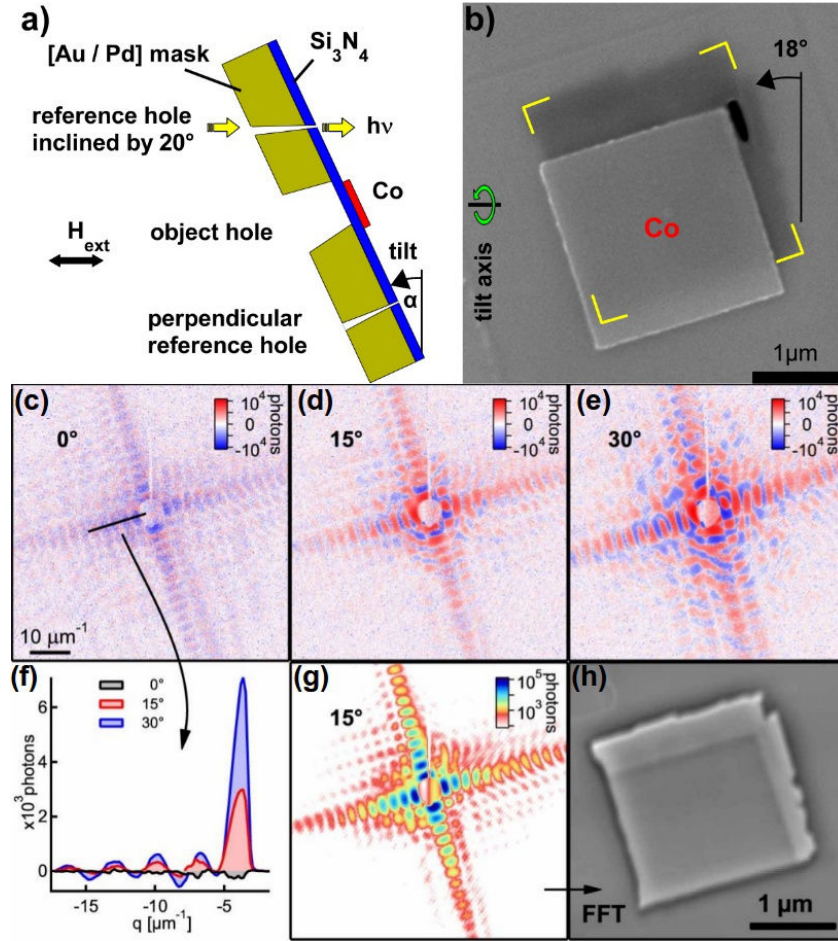 a)
[Au / Pd] mask
Si3N4
reference hole
inclined by 20°
hν
Co
Hext
object hole
tilt
α
perpendicular
reference hole
b)
18°
Co
tilt axis
1µm
(c)
0°
10^4
0
-10^4
photons
10 µm^-1
(d)
15°
10^4
0
-10^4
photons
(e)
30°
10^4
0
-10^4
photons
(f)
0°
15°
30°
x10^3 photons
6
4
2
0
-15
-10
-5
q [µm^-1]
(g)
15°
10^5
10^3
photons
FFT
(h)
1 µm